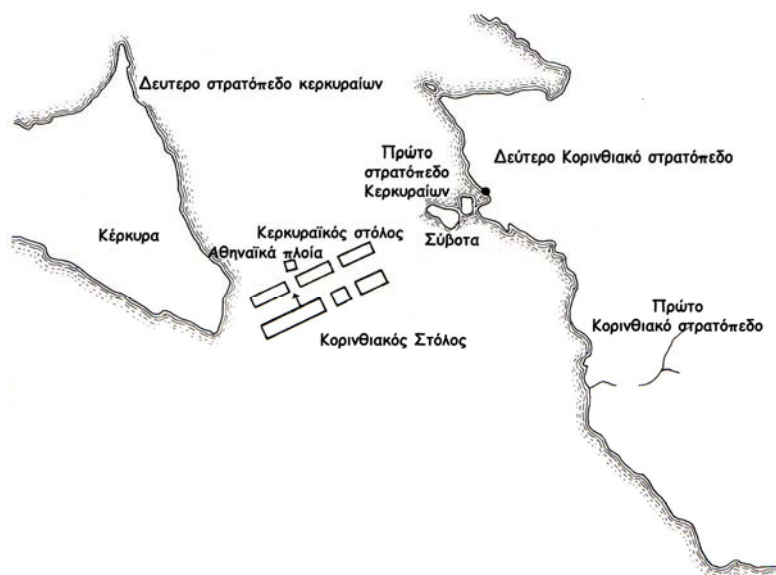 Δευτερο στρατόπεδο κερκυραίων
Πρώτο
στρατόπεδο
Κερκυραίων
Δεύτερο Κορινθιακό στρατόπεδο
Κέρκυρα
Κερκυραϊκός στόλος
Αθηναϊκά πλοία
Σύβοτα
Πρώτο
Κορινθιακό στρατόπεδο
Κορινθιακός Στόλος